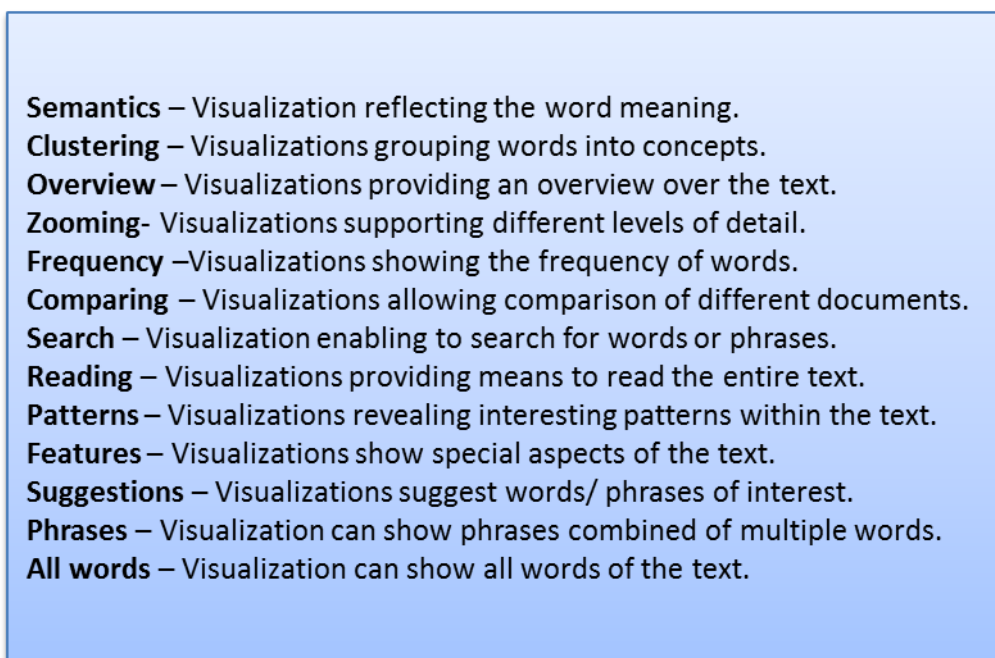 Semantics – Visualization reflecting the word meaning.
Clustering – Visualizations grouping words into concepts.
Overview – Visualizations providing an overview over the text.
Zooming- Visualizations supporting different levels of detail.
Frequency –Visualizations showing the frequency of words.
Comparing – Visualizations allowing comparison of different documents.
Search – Visualization enabling to search for words or phrases.
Reading – Visualizations providing means to read the entire text.
Patterns – Visualizations revealing interesting patterns within the text.
Features – Visualizations show special aspects of the text.
Suggestions – Visualizations suggest words/ phrases of interest.
Phrases – Visualization can show phrases combined of multiple words.
All words – Visualization can show all words of the text.